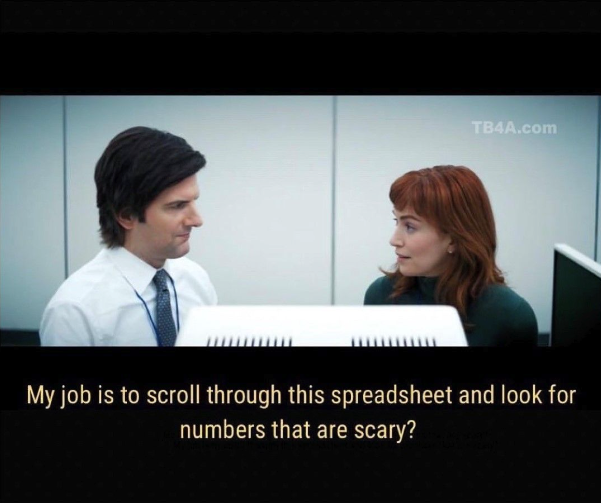 TB4A.com
My job is to scroll through this spreadsheet and look for
numbers that are scary?